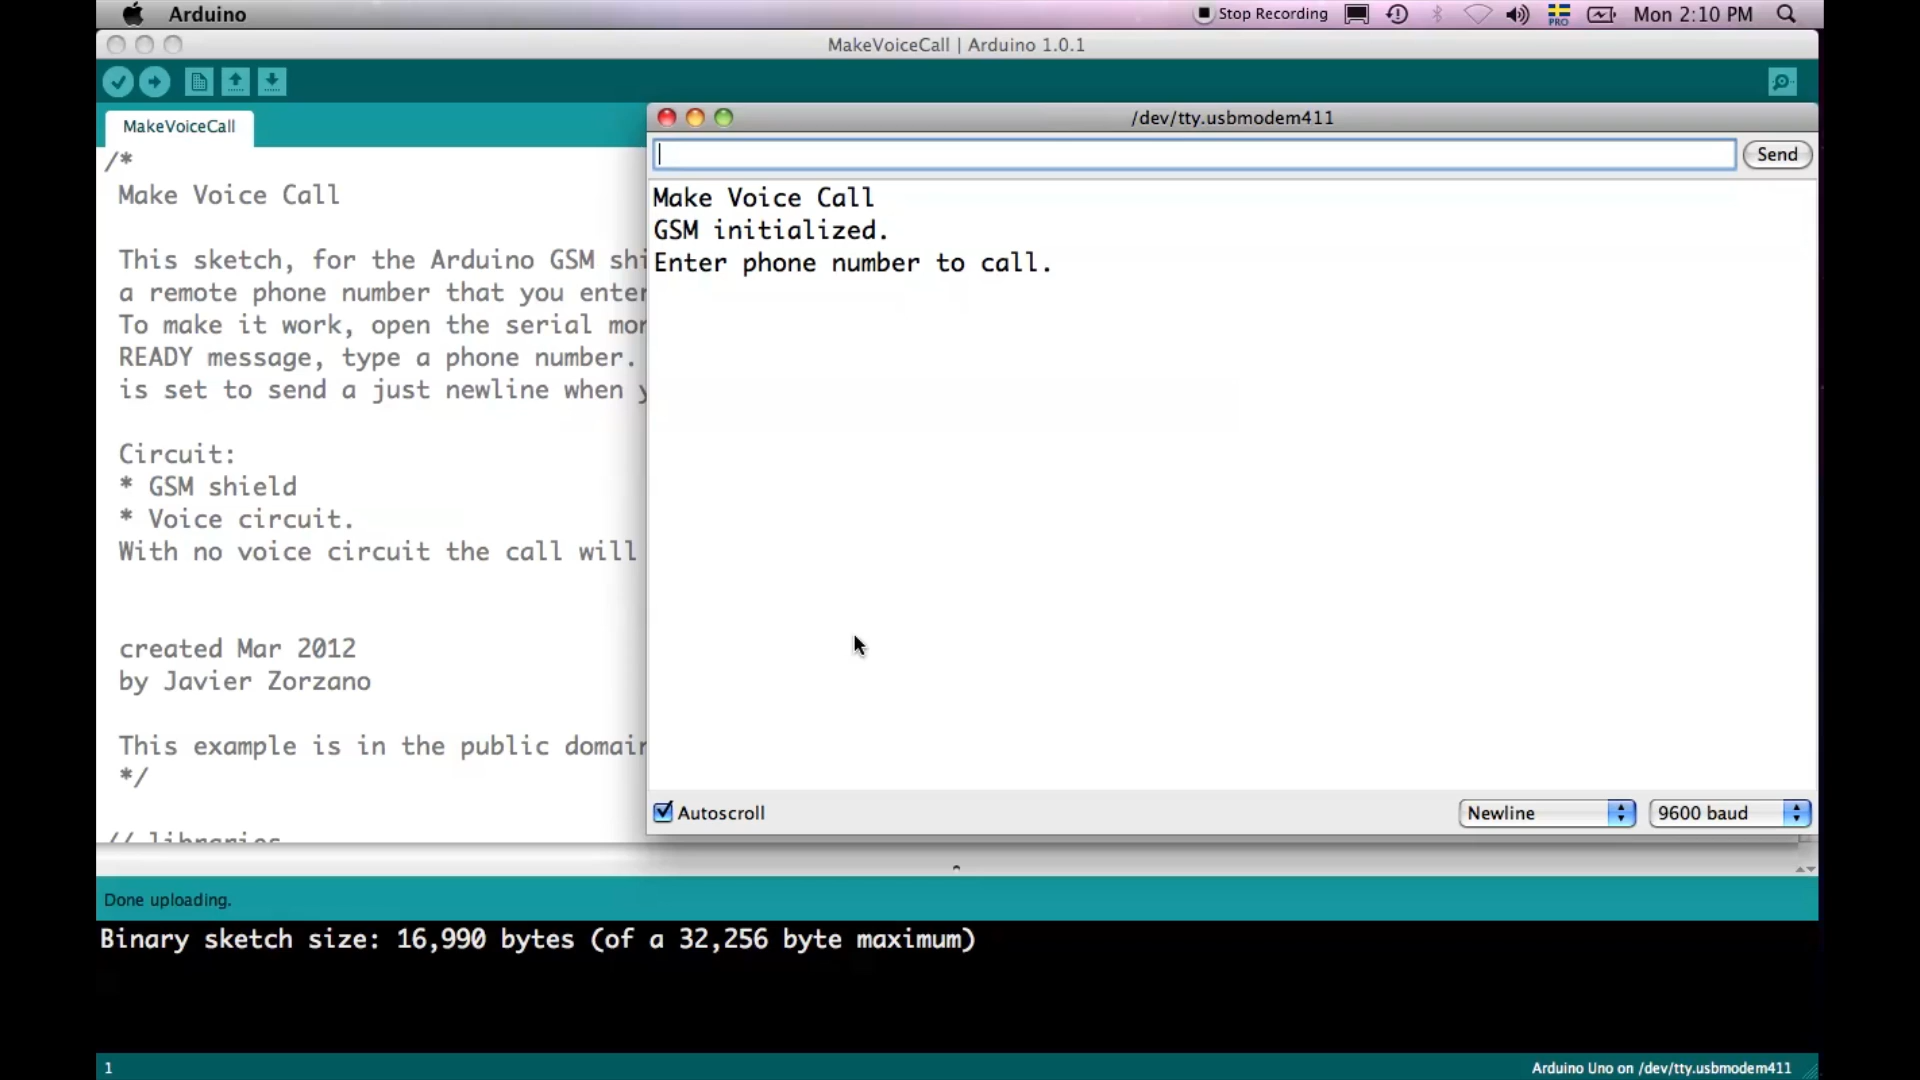 Arduino
Stop Recording
PRO
Mon 2:10 PM
MakeVoiceCall | Arduino 1.0.1
MakeVoiceCall
/*
Make Voice Call
This sketch, for the Arduino GSM shi
a remote phone number that you enter
To make it work, open the serial mor
READY message, type a phone number.
is set to send a just newline when y
Circuit:
* GSM shield
* Voice circuit.
With no voice circuit the call will
created Mar 2012
by Javier Zorzano
This example is in the public domain
*/
// libraries
/dev/tty.usbmodem411
Send
Make Voice Call
GSM initialized.
Enter phone number to call.
Autoscroll
Newline
9600 baud
Done uploading.
Binary sketch size: 16,990 bytes (of a 32,256 byte maximum)
1
Arduino Uno on /dev/tty.usbmodem411